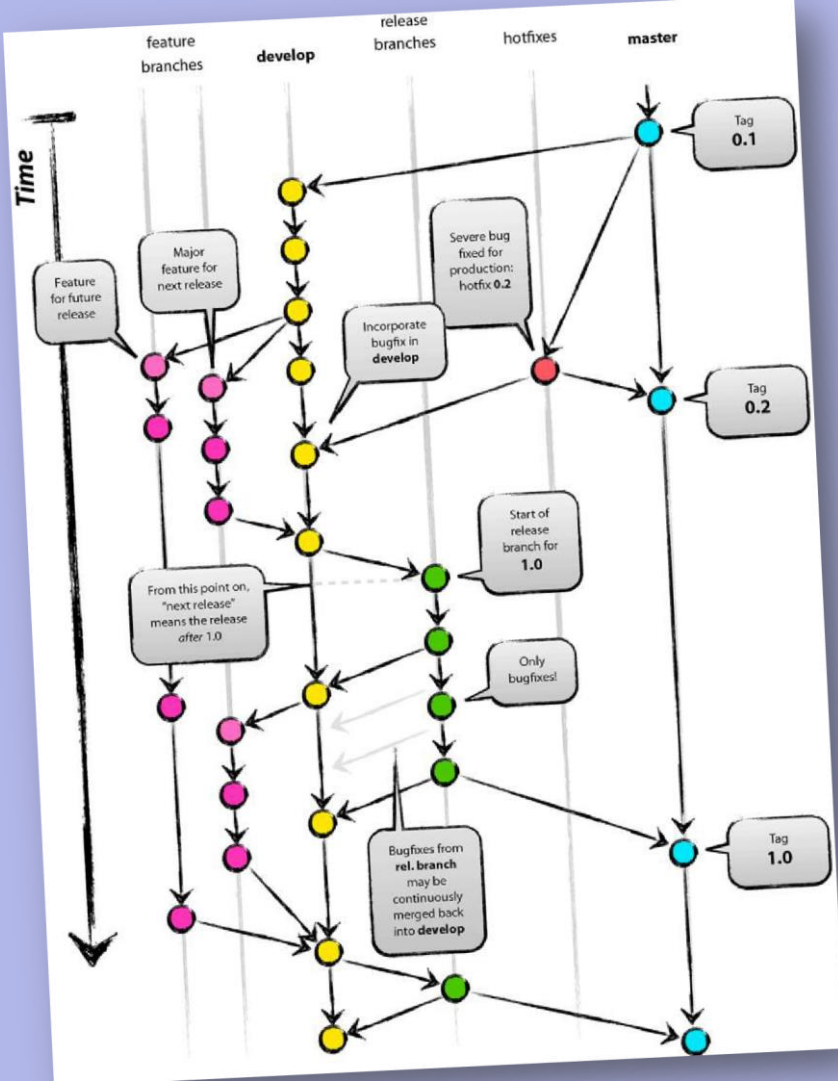 feature
branches
develop
release
branches
hotfixes
master
Time
Tag
0.1
Severe bug
fixed for
production:
hotfix 0.2
Major
feature for
next release
Feature
for future
release
Incorporate
bugfix in
develop
Tag
0.2
Start of
release
branch for
1.0
From this point on,
"next release"
means the release
after 1.0
Only
bugfixes!
Tag
1.0
Bugfixes from
rel. branch
may be
continuously
merged back
into develop